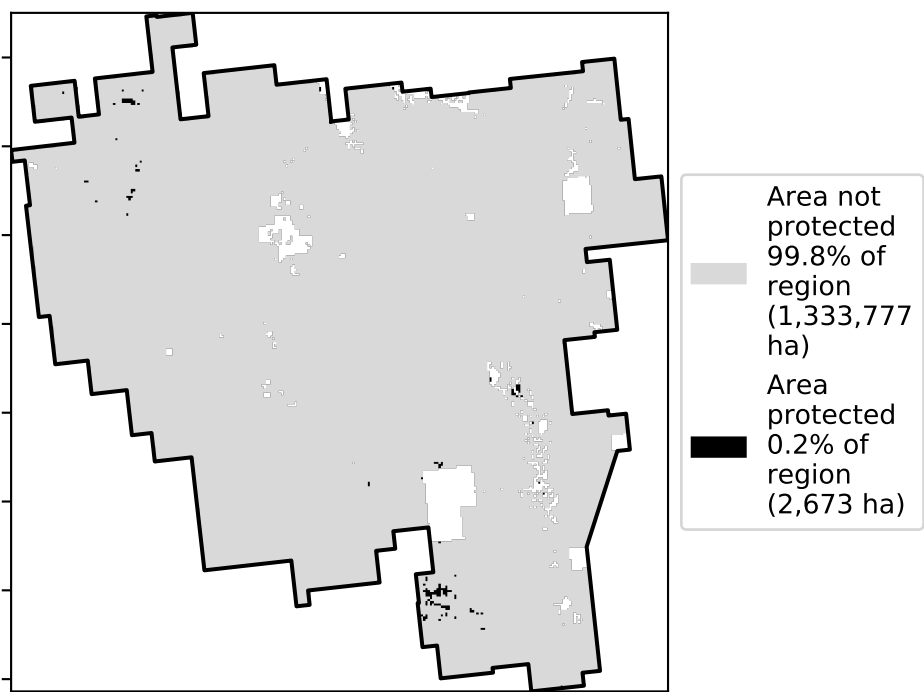 Area not
protected
99.8% of
region
(1,333,777
ha)
Area
protected
0.2% of
region
(2,673 ha)